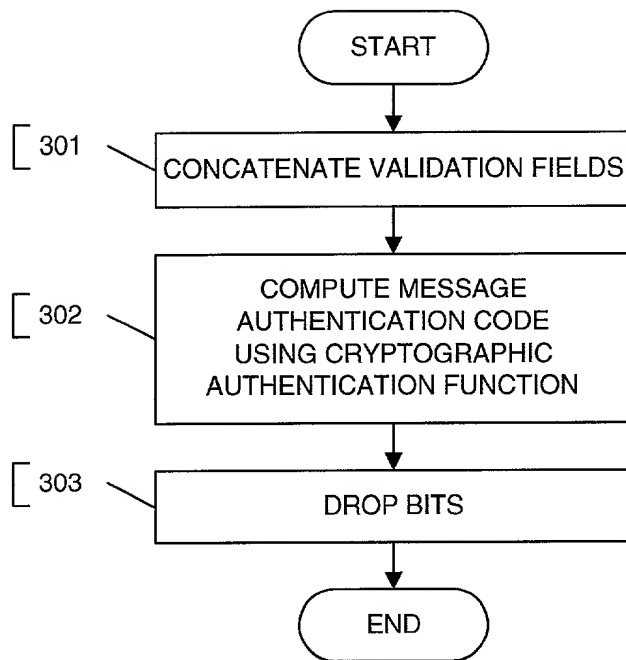 START
301
CONCATENATE VALIDATION FIELDS
302
COMPUTE MESSAGE
AUTHENTICATION CODE
USING CRYPTOGRAPHIC
AUTHENTICATION FUNCTION
303
DROP BITS
END